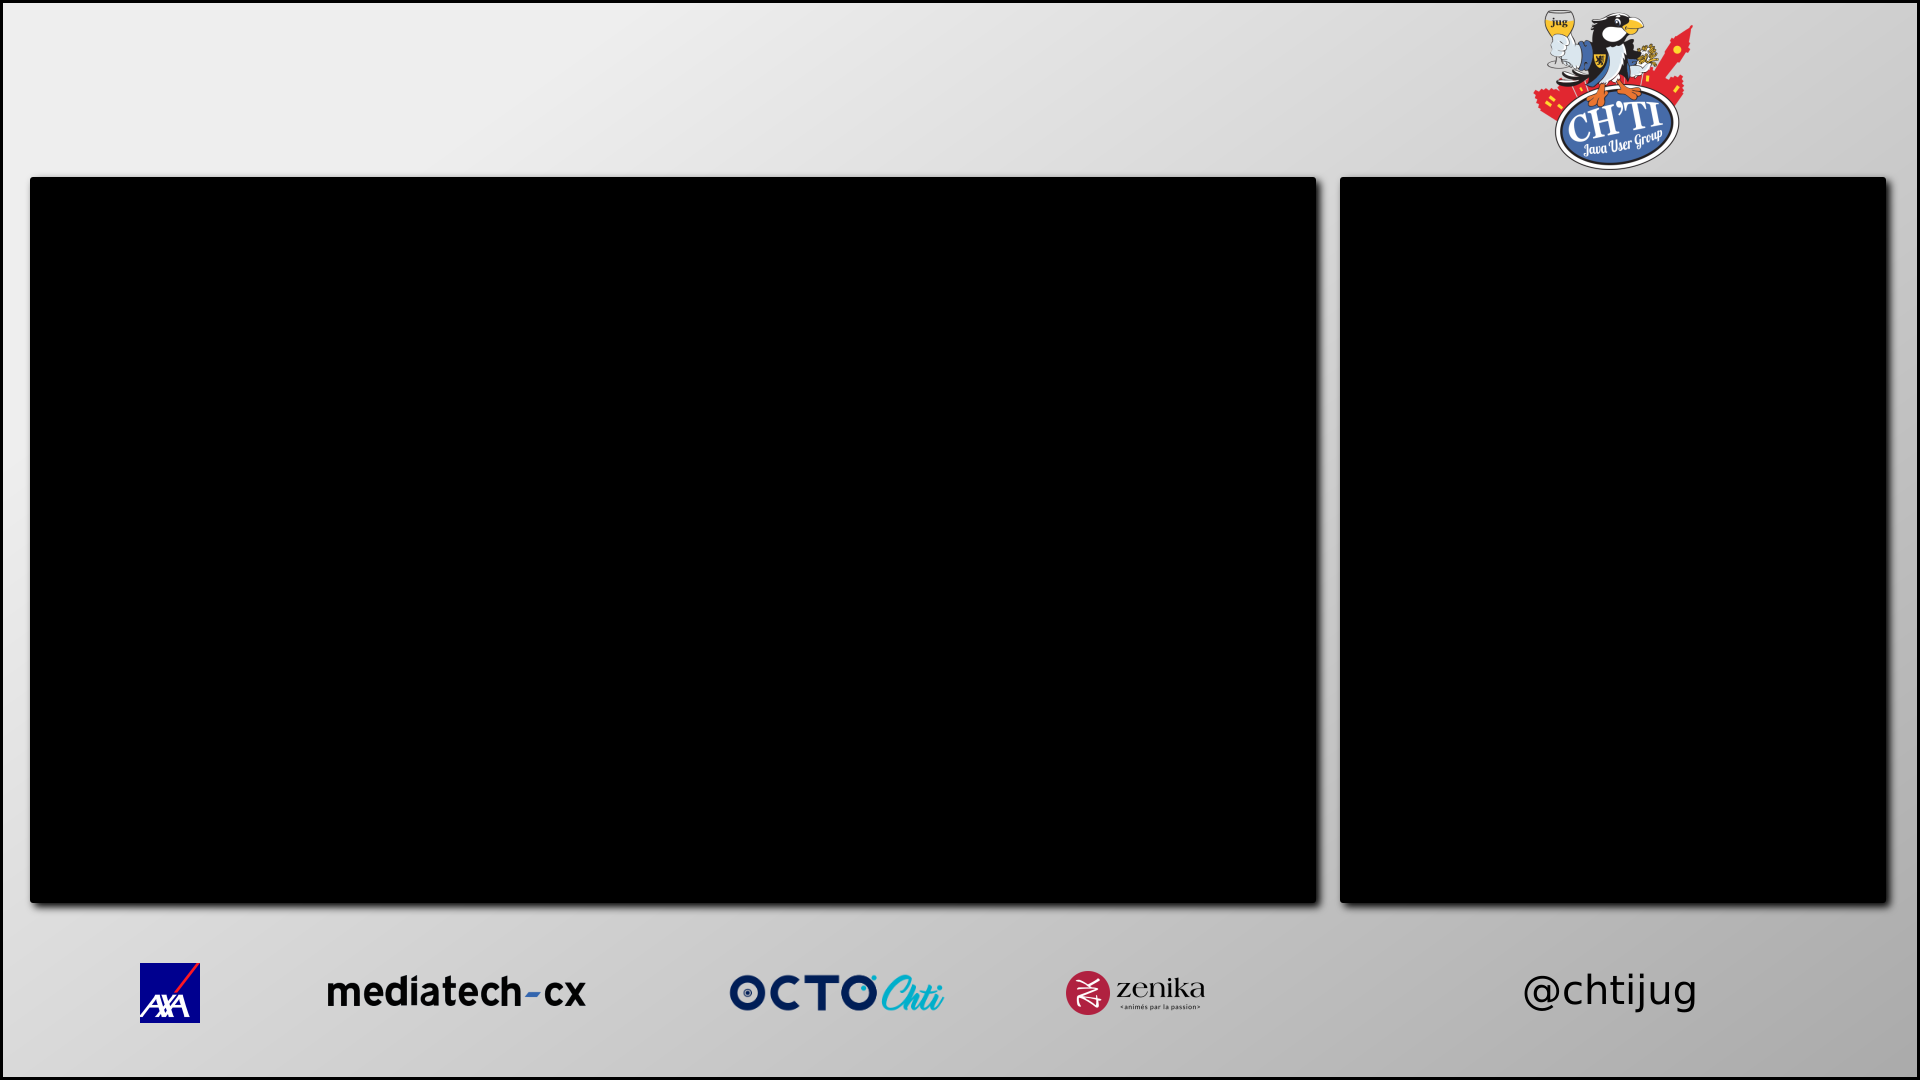 jug
CH'TI
Java User Group
AXA
mediatech-cx
OCTO Chti
zenika
<animés par la passion>
@chtijug